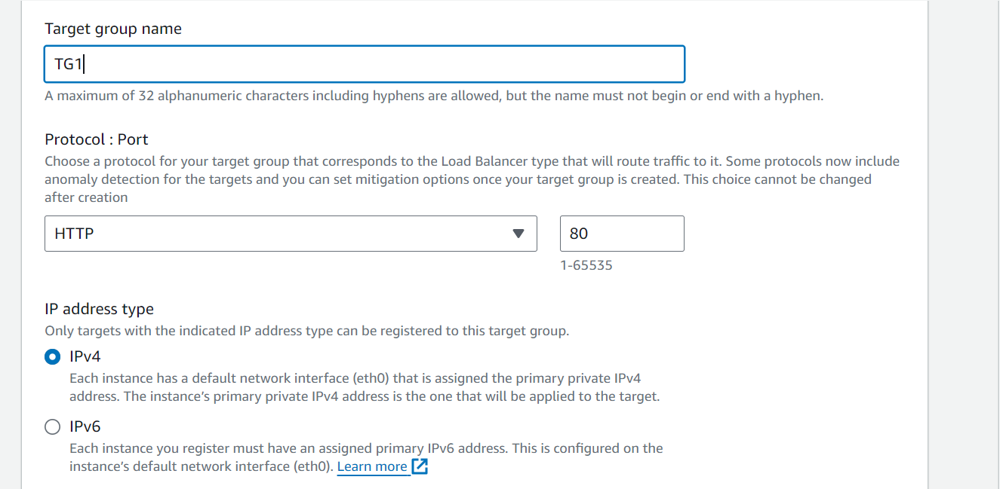 Target group name
TG1
A maximum of 32 alphanumeric characters including hyphens are allowed, but the name must not begin or end with a hyphen.
Protocol : Port
Choose a protocol for your target group that corresponds to the Load Balancer type that will route traffic to it. Some protocols now include
anomaly detection for the targets and you can set mitigation options once your target group is created. This choice cannot be changed
after creation
HTTP 80
1-65535
IP address type
Only targets with the indicated IP address type can be registered to this target group.
IPv4
Each instance has a default network interface (eth0) that is assigned the primary private IPv4
address. The instance’s primary private IPv4 address is the one that will be applied to the target.
IPv6
Each instance you register must have an assigned primary IPv6 address. This is configured on the
instance’s default network interface (eth0). Learn more